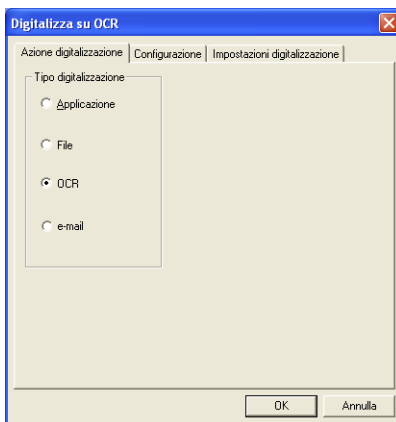 Digitalizza su OCR
Azione digitalizzazione Configurazione Impostazioni digitalizzazione
Tipo digitalizzazione
Applicazione
File
OCR
e-mail
OK Annulla